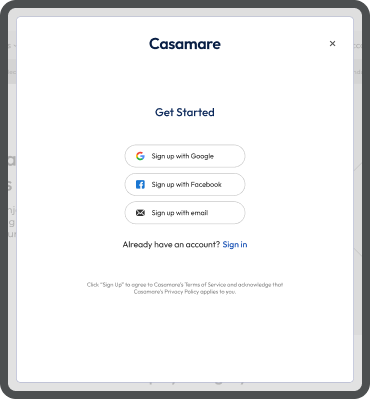 Casamare
Get Started
Sign up with Google
Sign up with Facebook
Sign up with email
Already have an account? Sign in
Click "Sign Up" to agree to Casamare's Terms of Service and acknowledge that
Casamare's Privacy Policy applies to you.